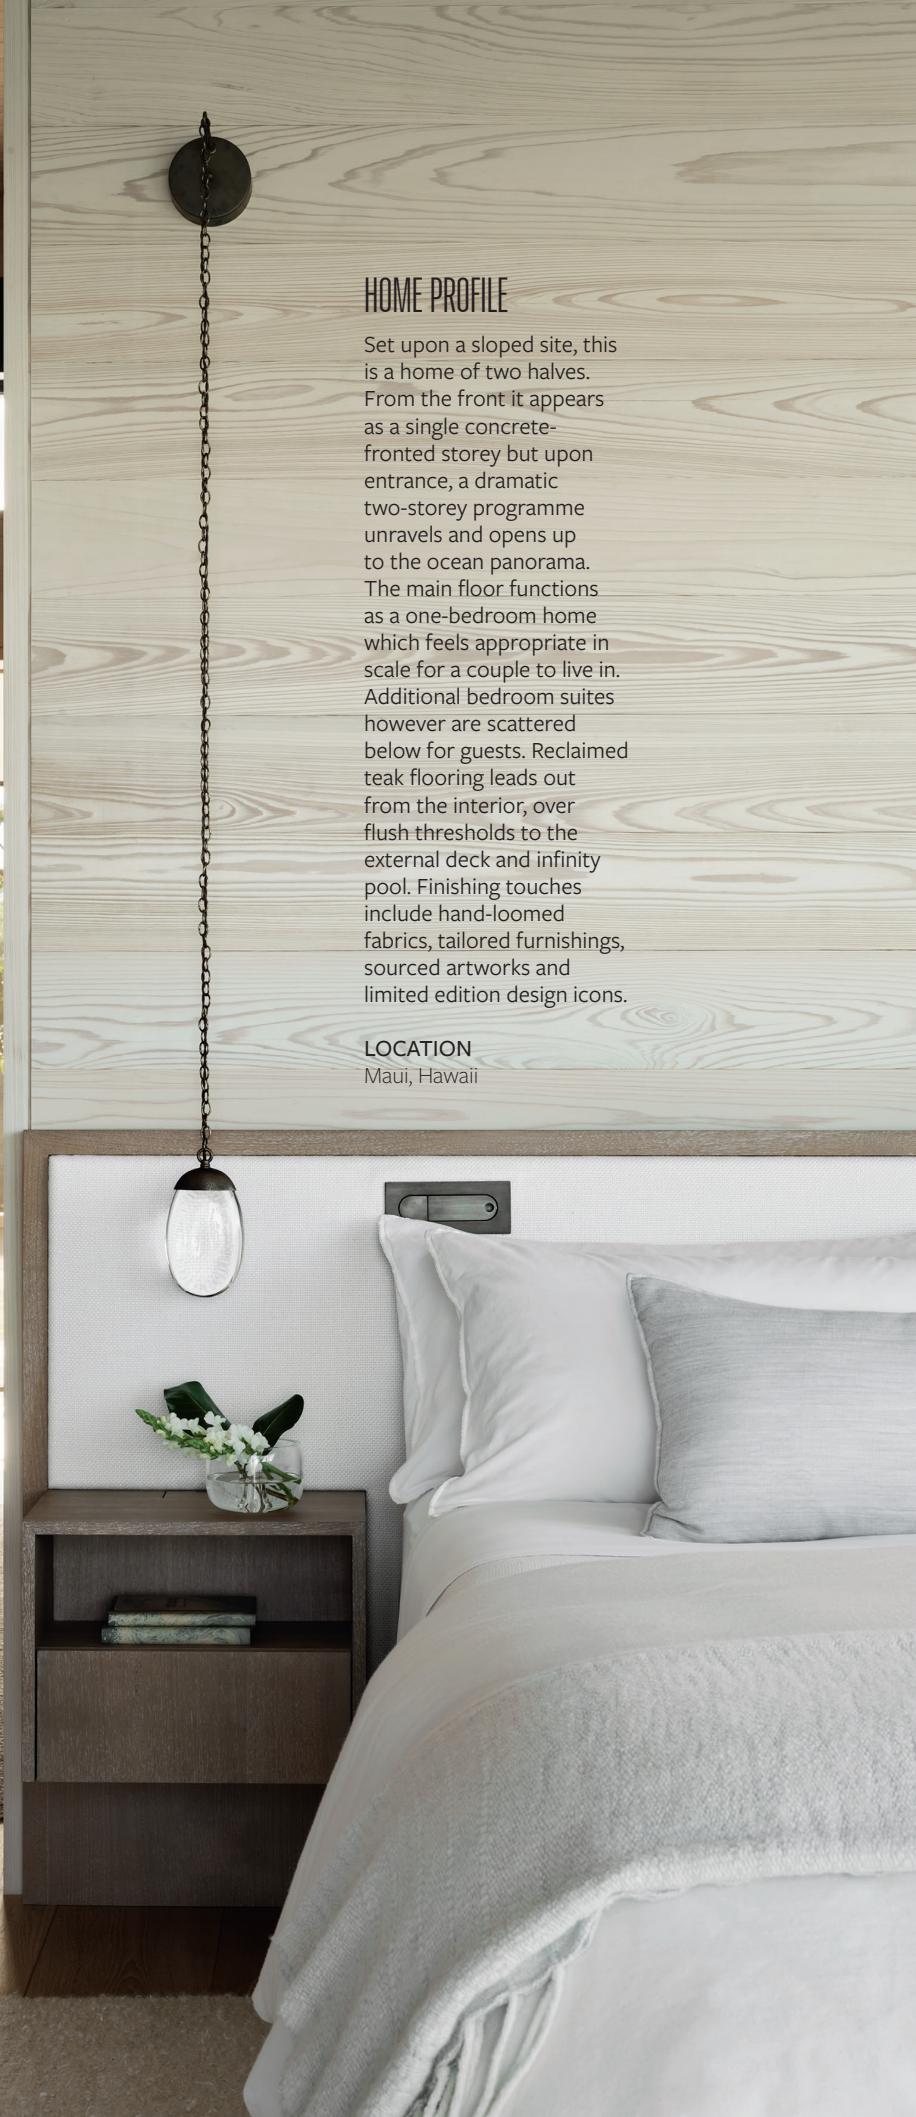 HOME PROFILE
Set upon a sloped site, this
is a home of two halves.
From the front it appears
as a single concrete-
fronted storey but upon
entrance, a dramatic
two-storey programme
unravels and opens up
to the ocean panorama.
The main floor functions
as a one-bedroom home
which feels appropriate in
scale for a couple to live in.
Additional bedroom suites
however are scattered
below for guests. Reclaimed
teak flooring leads out
from the interior, over
flush thresholds to the
external deck and infinity
pool. Finishing touches
include hand-loomed
fabrics, tailored furnishings,
sourced artworks and
limited edition design icons.
LOCATION
Maui, Hawaii